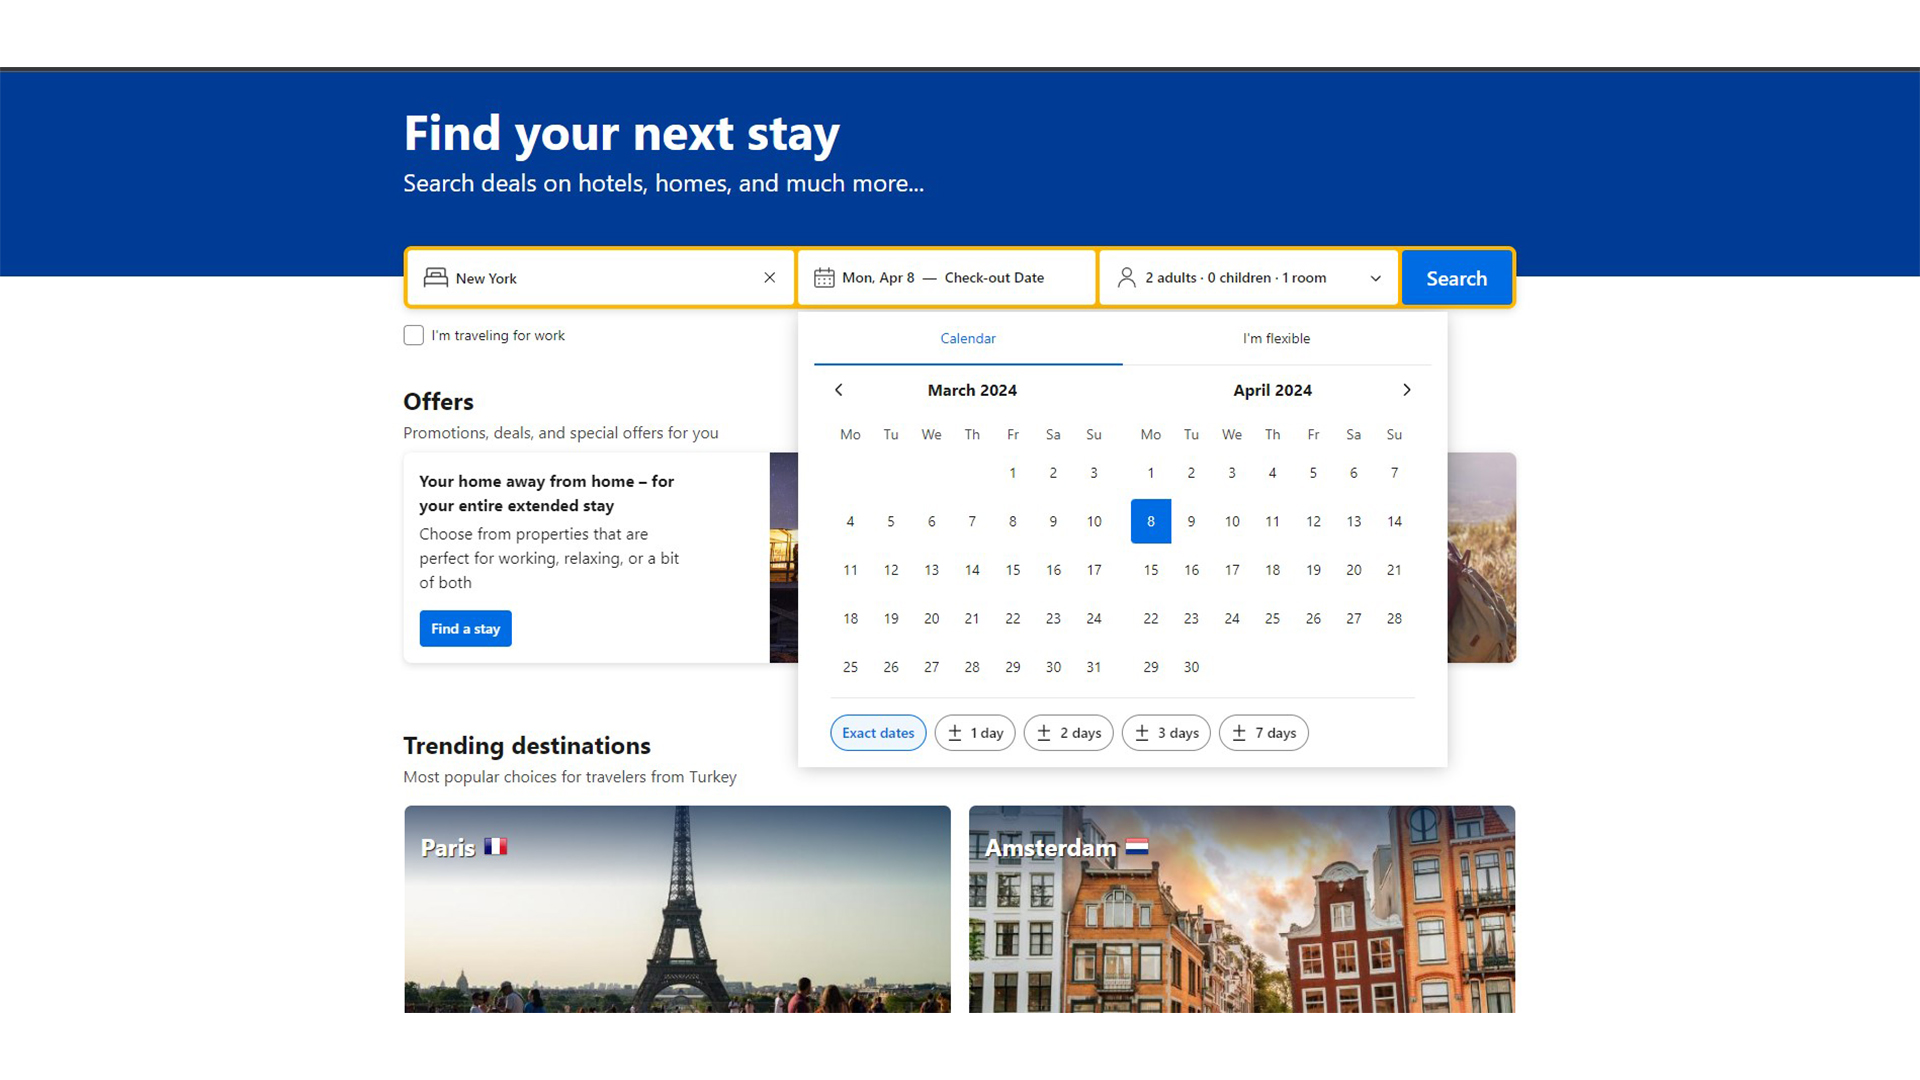 Find your next stay
Search deals on hotels, homes, and much more...
New York
Mon, Apr 8 — Check-out Date
2 adults · 0 children · 1 room
Search
I'm traveling for work
Calendar
I'm flexible
March 2024
Mo Tu We Th Fr Sa Su
1 2 3
4 5 6 7 8 9 10
11 12 13 14 15 16 17
18 19 20 21 22 23 24
25 26 27 28 29 30 31
April 2024
Mo Tu We Th Fr Sa Su
1 2 3 4 5 6 7
8 9 10 11 12 13 14
15 16 17 18 19 20 21
22 23 24 25 26 27 28
29 30
Exact dates
± 1 day
± 2 days
± 3 days
± 7 days
Offers
Promotions, deals, and special offers for you
Your home away from home – for
your entire extended stay
Choose from properties that are
perfect for working, relaxing, or a bit
of both
Find a stay
Trending destinations
Most popular choices for travelers from Turkey
Paris
Amsterdam